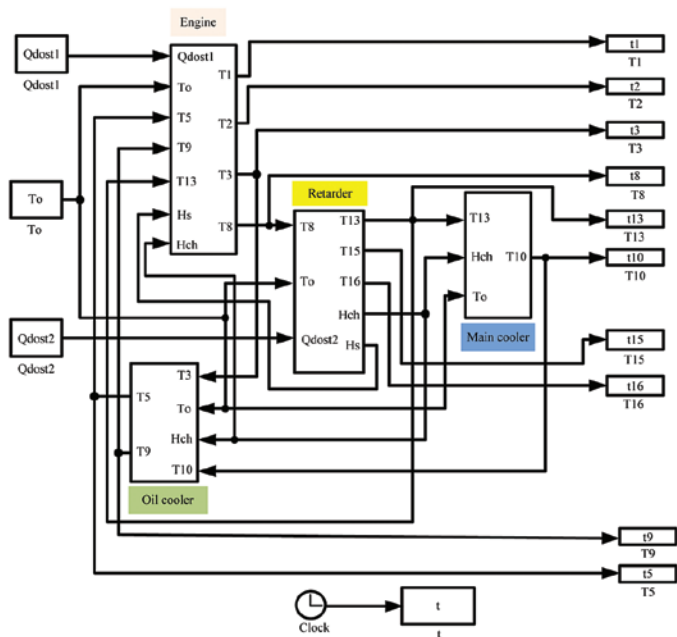 Engine
Qdost1
Qdost1
Qdost1
To
T5
T9
T13
Hs
Hch
T1
T2
T3
T8
t1
T1
t2
T2
t3
T3
t8
T8
t13
T13
t10
T10
t15
T15
t16
T16
To
To
Retarder
T8
To
Qdost2
T13
T15
T16
Hch
Hs
T13
Hch
To
T10
Main cooler
Qdost2
Qdost2
T5
T9
T3
To
Hch
T10
Oil cooler
t9
T9
t5
T5
Clock
t
t